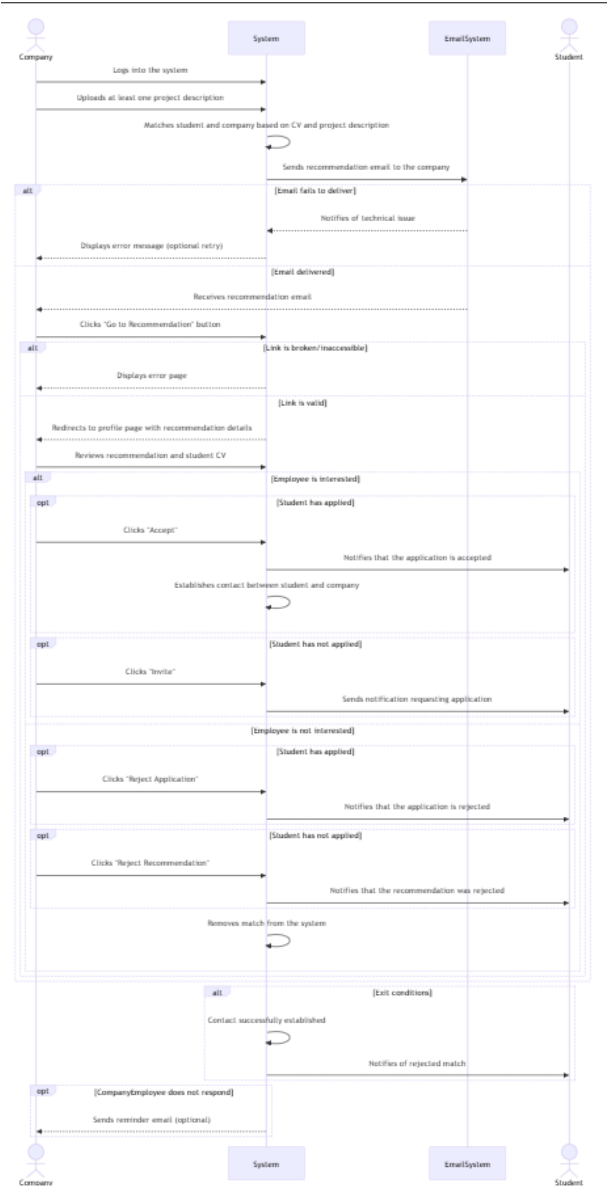 Company
System
EmailSystem
Student
Logs into the system
Uploads at least one project description
Matches student and company based on CV and project description
Sends recommendation email to the company
alt
[Email fails to deliver]
Notifies of technical issue
Displays error message (optional retry)
[Email delivered]
Receives recommendation email
Clicks "Go to Recommendation" button
alt
[Link is broken/inaccessible]
Displays error page
[Link is valid]
Redirects to profile page with recommendation details
Reviews recommendation and student CV
alt
[Employee is interested]
opt
[Student has applied]
Clicks "Accept"
Notifies that the application is accepted
Establishes contact between student and company
opt
[Student has not applied]
Clicks "Invite"
Sends notification requesting application
[Employee is not interested]
opt
[Student has applied]
Clicks "Reject Application"
Notifies that the application is rejected
opt
[Student has not applied]
Clicks "Reject Recommendation"
Notifies that the recommendation was rejected
Removes match from the system
alt
[Exit conditions]
Contact successfully established
Notifies of rejected match
opt
[CompanyEmployee does not respond]
Sends reminder email (optional)
Company
System
EmailSystem
Student